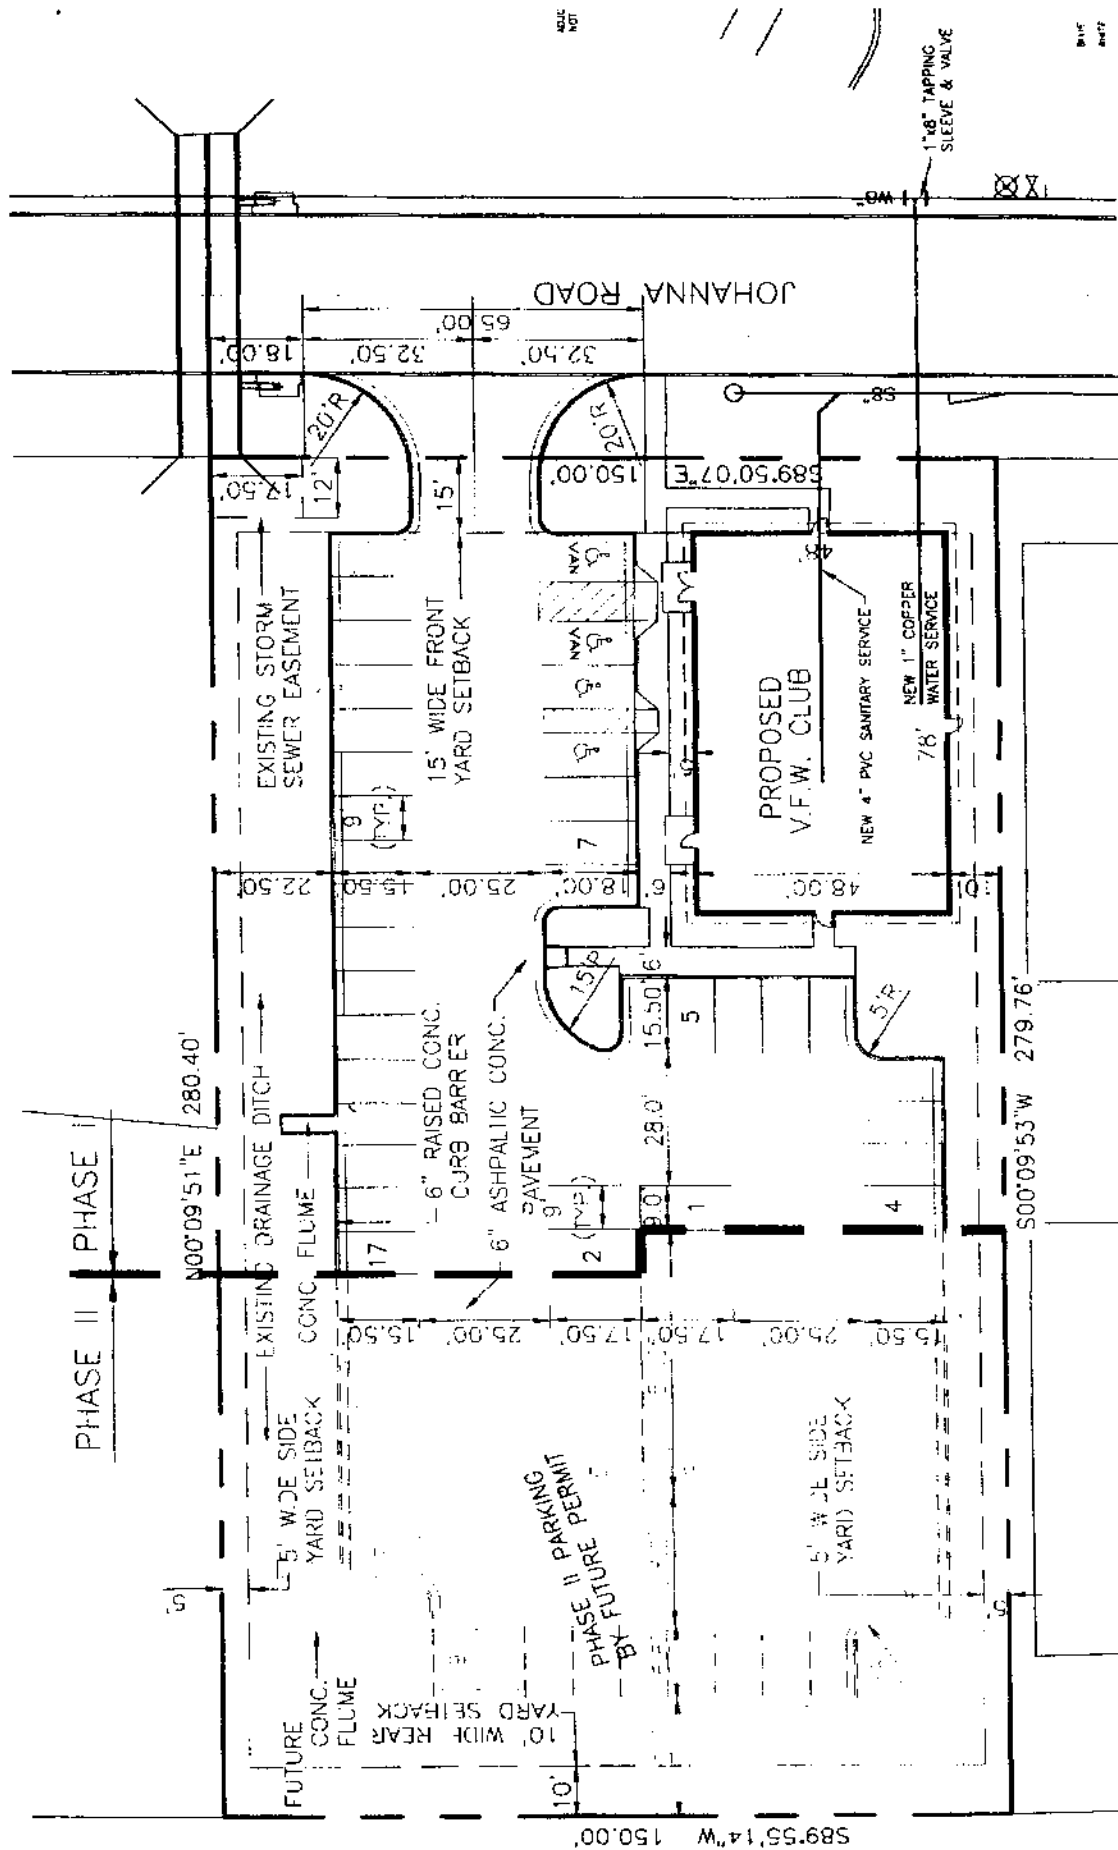 PHASE II
PHASE I
N00°09'51"E 280.40'
EXISTING DRAINAGE DITCH
CONC. FLUME
EXISTING STORM
SEWER EASEMENT
17.50'
12'
15'
18.00'
32.50'
32.50'
65.00'
20'R
20'R
JOHANNA ROAD
1"x8" TAPPING
SLEEVE & VALVE
W8"
S8"
S89°50'07"E
150.00'
15' WIDE FRONT
YARD SETBACK
VAN
VAN
9
(TYP.)
7
22.50'
15.50'
25.00'
18.00'
6'
48.00'
10'
48'
78'
PROPOSED
V.F.W. CLUB
NEW 4" PVC SANITARY SERVICE
NEW 1" COPPER
WATER SERVICE
6" RAISED CONC.
CURB BARRIER
6" ASHPALTIC CONC.
PAVEMENT
15'R
6'
15.50'
5
5'R
28.0'
9.0'
9'
(TYP.)
17
2
1
4
S00°09'53"W 279.76'
15.50'
25.00'
17.50'
17.50'
25.00'
15.50'
5' WIDE SIDE
YARD SETBACK
5'
PHASE II PARKING
BY FUTURE PERMIT
5' WIDE SIDE
YARD SETBACK
5'
FUTURE
CONC.
FLUME
10' WIDE REAR
YARD SETBACK
10'
S89°55'14"W
150.00'